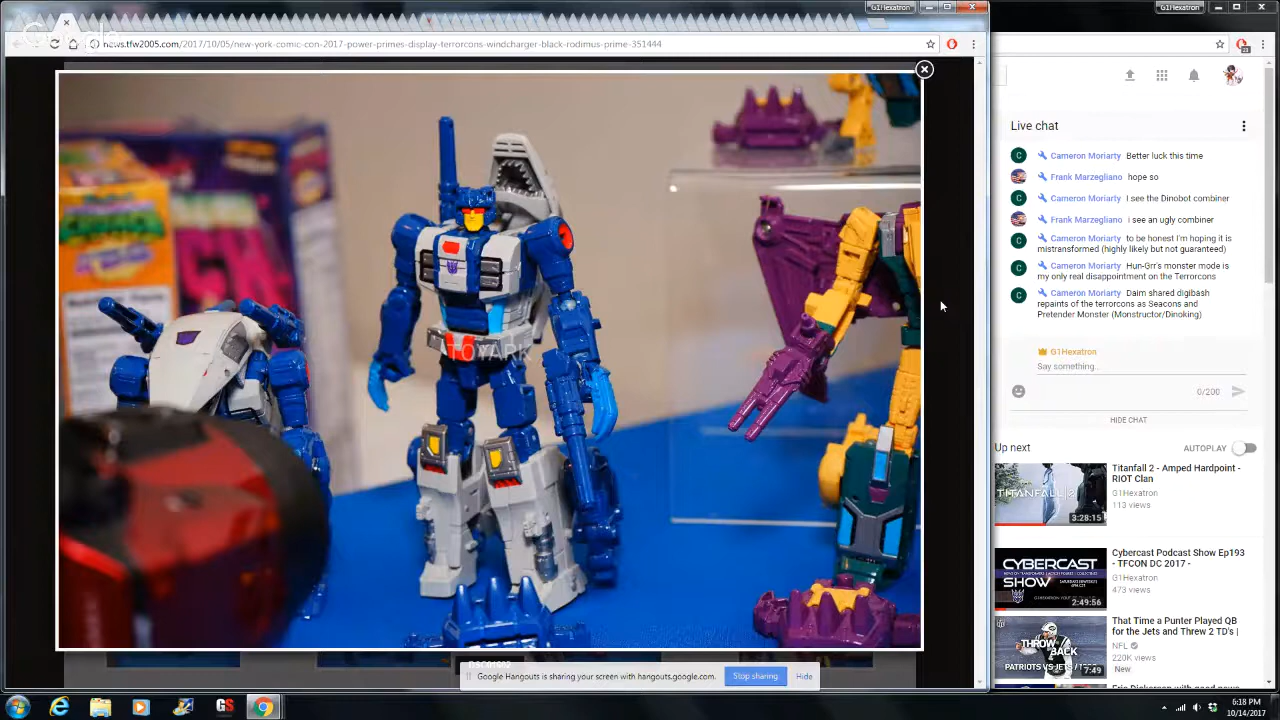 G1Hexatron
G1Hexatron
Google
news.tfw2005.com/2017/10/05/new-york-comic-con-2017-power-primes-display-terrorcons-windcharger-black-rodimus-prime-351444
23
Live chat
C Cameron Moriarty Better luck this time
Frank Marzegliano hope so
C Cameron Moriarty I see the Dinobot combiner
Frank Marzegliano i see an ugly combiner
C Cameron Moriarty to be honest I'm hoping it is
mistransformed (highly likely but not guaranteed)
C Cameron Moriarty Hun-Grr's monster mode is
my only real disappointment on the Terrorcons
C Cameron Moriarty Daim shared digibash
repaints of the terrorcons as Seacons and
Pretender Monster (Monstructor/Dinoking)
G1Hexatron
Say something...
0/200
HIDE CHAT
Up next
AUTOPLAY
TITANFALL 2
3:28:15
Titanfall 2 - Amped Hardpoint -
RIOT Clan
G1Hexatron
113 views
CYBERCAST
SHOW
2:49:56
Cybercast Podcast Show Ep193
- TFCON DC 2017 -
G1Hexatron
473 views
THROW
BACK
PATRIOTS VS JETS /
7:49
That Time a Punter Played QB
for the Jets and Threw 2 TD's |
NFL
220K views
New
TOYARK
Google Hangouts is sharing your screen with hangouts.google.com.
Stop sharing
Hide
GS
6:18 PM
10/14/2017